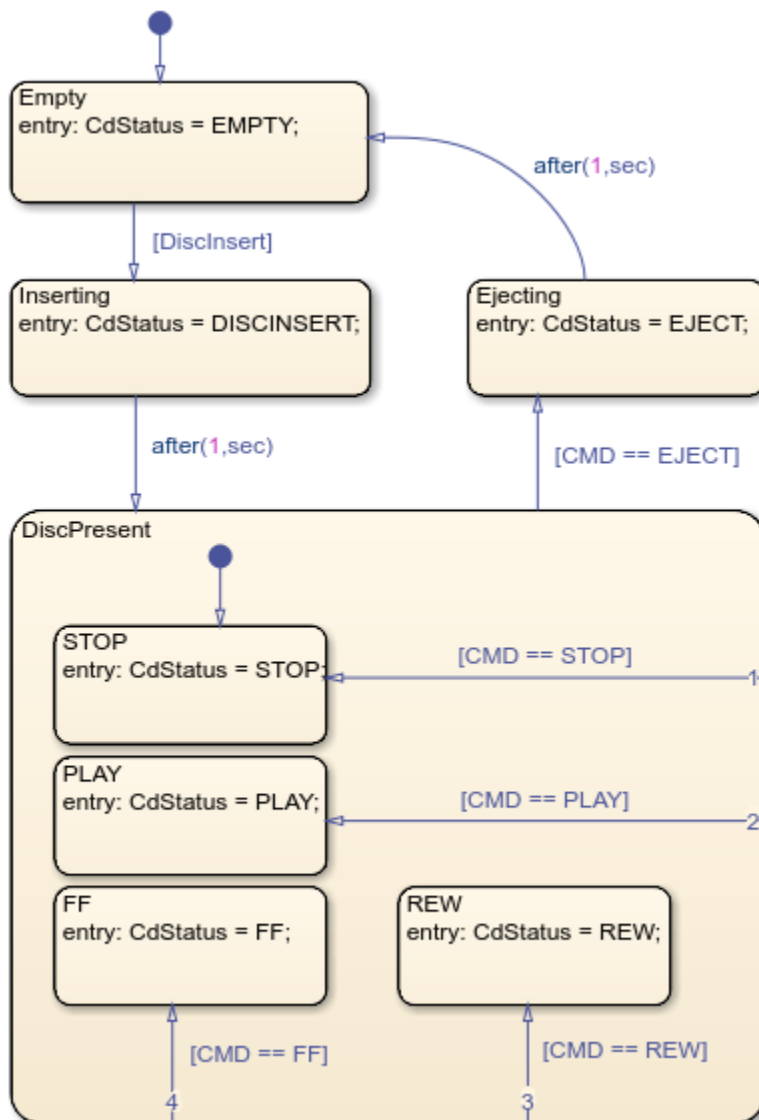 Empty
entry: CdStatus = EMPTY;
after(1,sec)
[DiscInsert]
Inserting
entry: CdStatus = DISCINSERT;
Ejecting
entry: CdStatus = EJECT;
after(1,sec)
[CMD == EJECT]
DiscPresent
STOP
entry: CdStatus = STOP;
[CMD == STOP]
1
PLAY
entry: CdStatus = PLAY;
[CMD == PLAY]
2
FF
entry: CdStatus = FF;
REW
entry: CdStatus = REW;
[CMD == FF]
[CMD == REW]
4
3